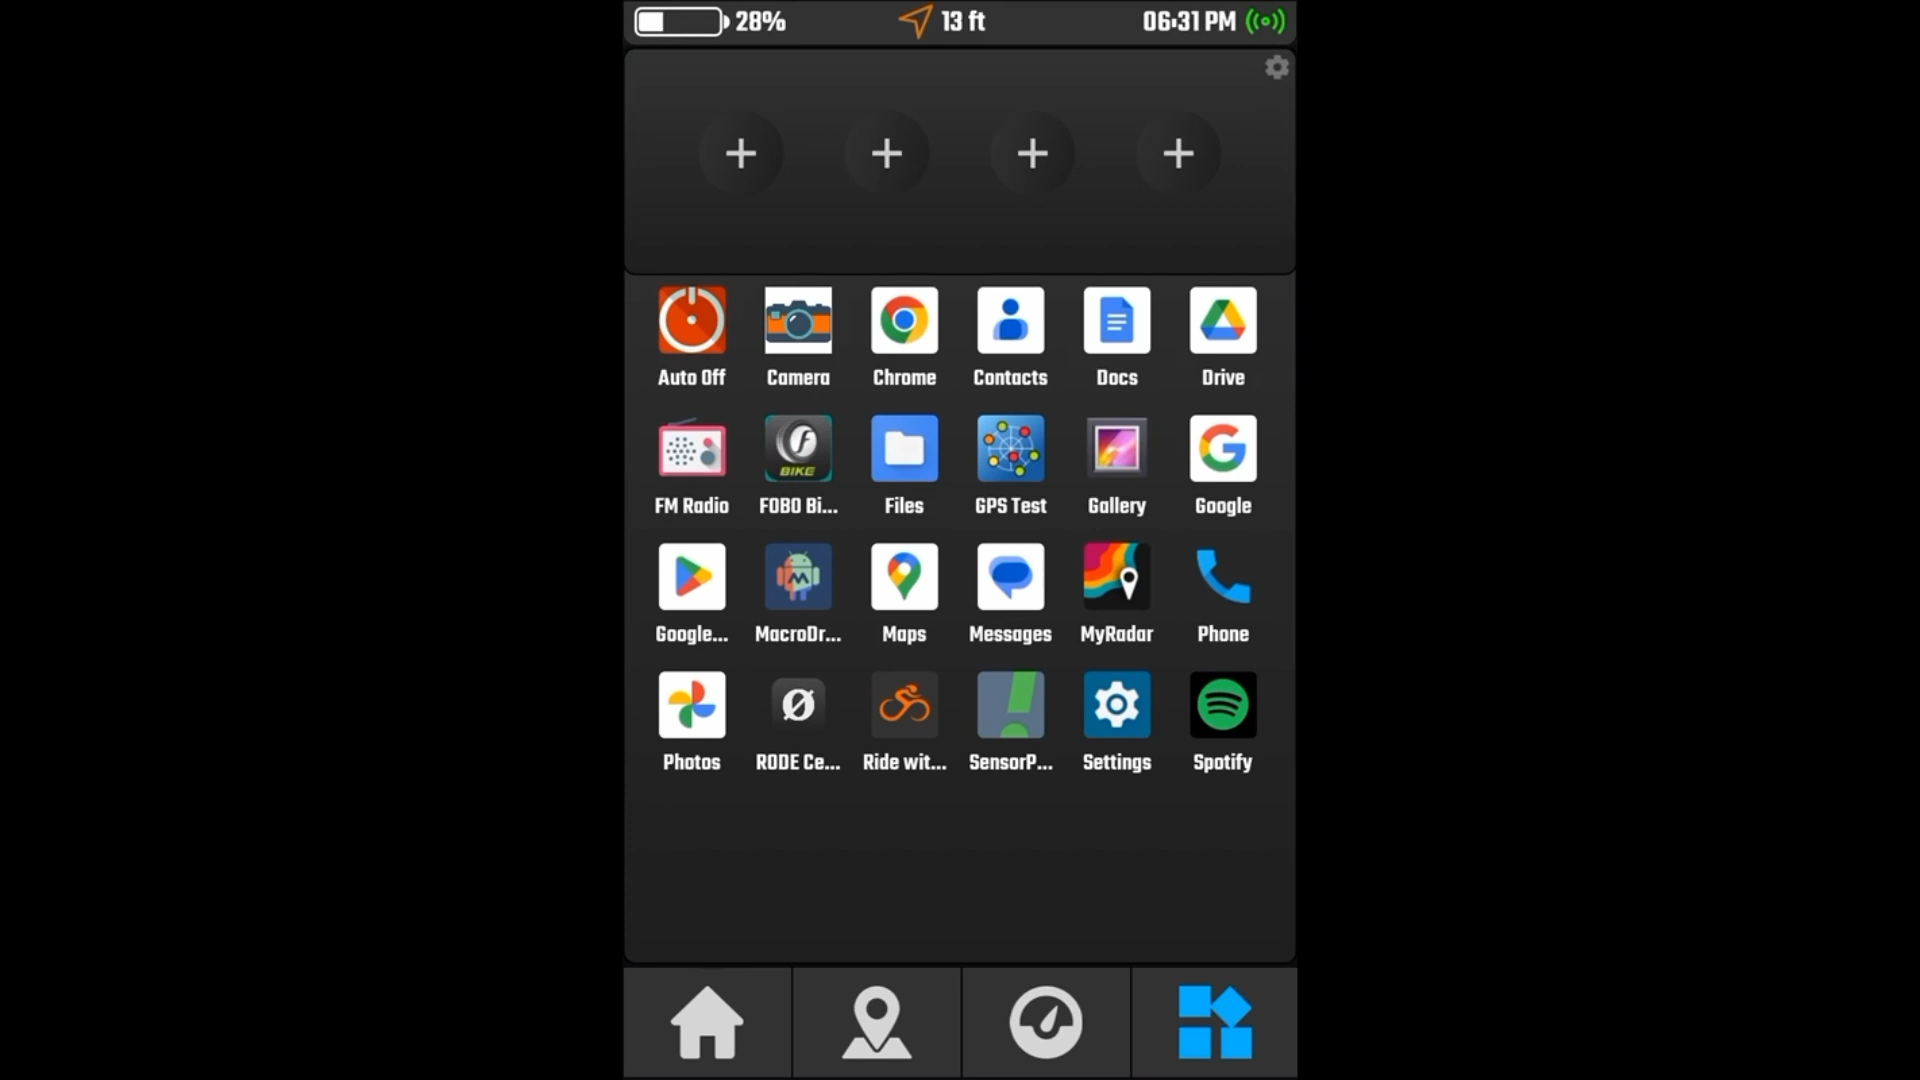 28% 13 ft 06:31 PM
Auto Off Camera Chrome Contacts Docs Drive
BIKE
FM Radio FOBO Bi... Files GPS Test Gallery Google
Google... MacroDr... Maps Messages MyRadar Phone
Photos RODE Ce... Ride wit... SensorP... Settings Spotify